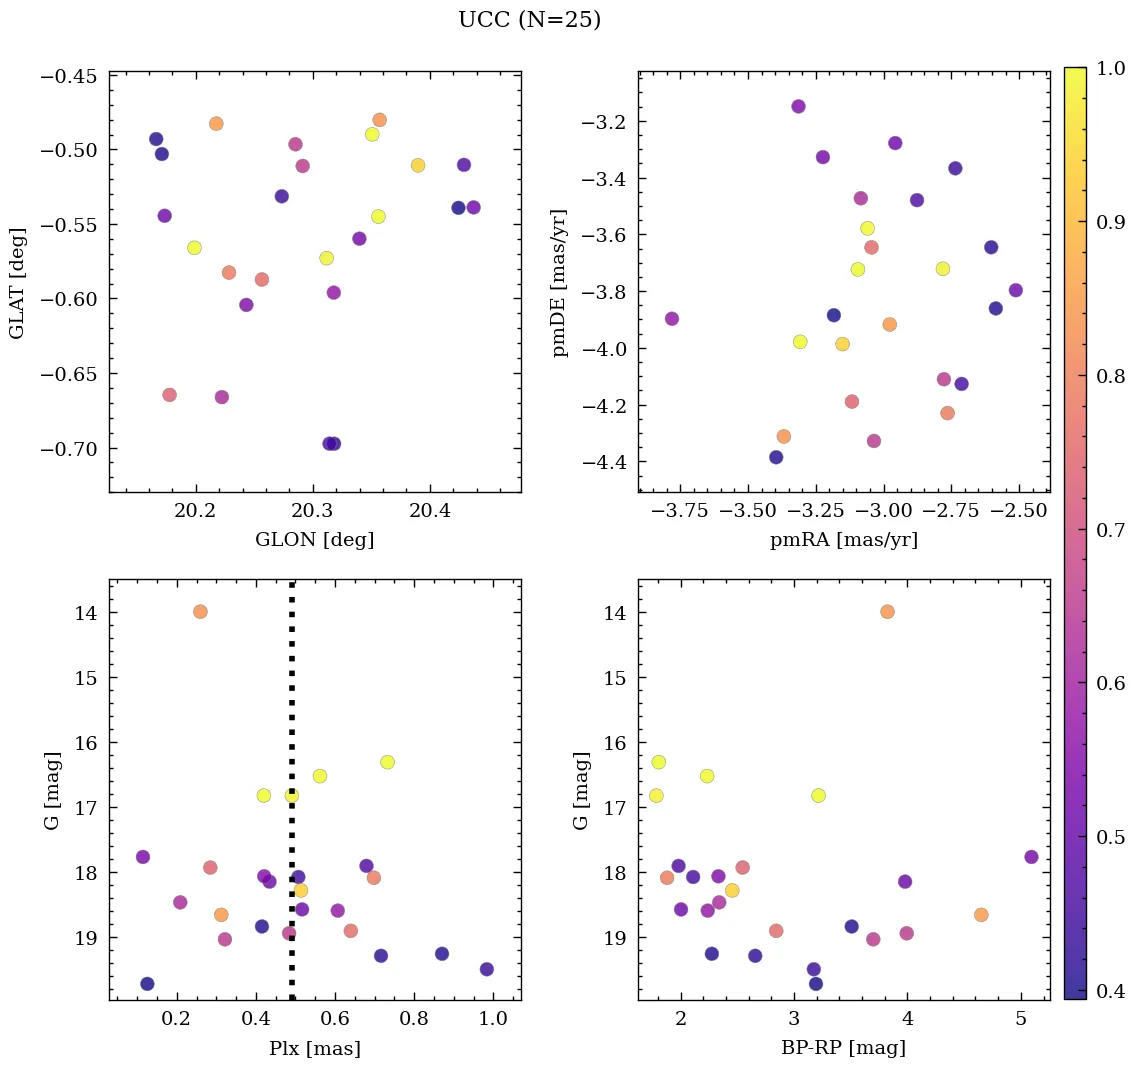 UCC (N=25)
−0.45
−0.50
−0.55
−0.60
−0.65
−0.70
GLAT [deg]
20.2 20.3 20.4
GLON [deg]
−3.2
−3.4
−3.6
−3.8
−4.0
−4.2
−4.4
pmDE [mas/yr]
−3.75 −3.50 −3.25 −3.00 −2.75 −2.50
pmRA [mas/yr]
14
15
16
17
18
19
G [mag]
0.2 0.4 0.6 0.8 1.0
Plx [mas]
14
15
16
17
18
19
G [mag]
2 3 4 5
BP-RP [mag]
1.0
0.9
0.8
0.7
0.6
0.5
0.4